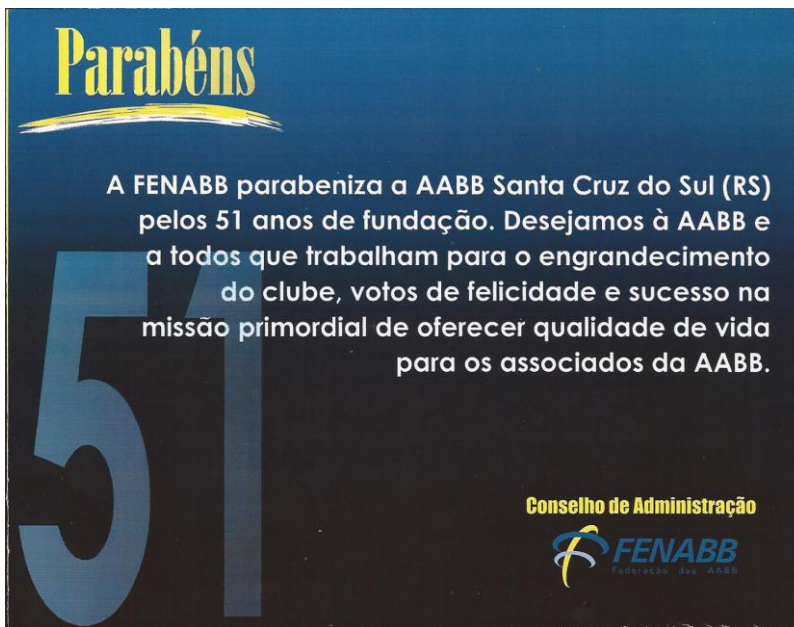 Parabéns
A FENABB parabeniza a AABB Santa Cruz do Sul (RS)
pelos 51 anos de fundação. Desejamos à AABB e
a todos que trabalham para o engrandecimento
do clube, votos de felicidade e sucesso na
missão primordial de oferecer qualidade de vida
para os associados da AABB.
51
Conselho de Administração
FENABB
Federação das AABB